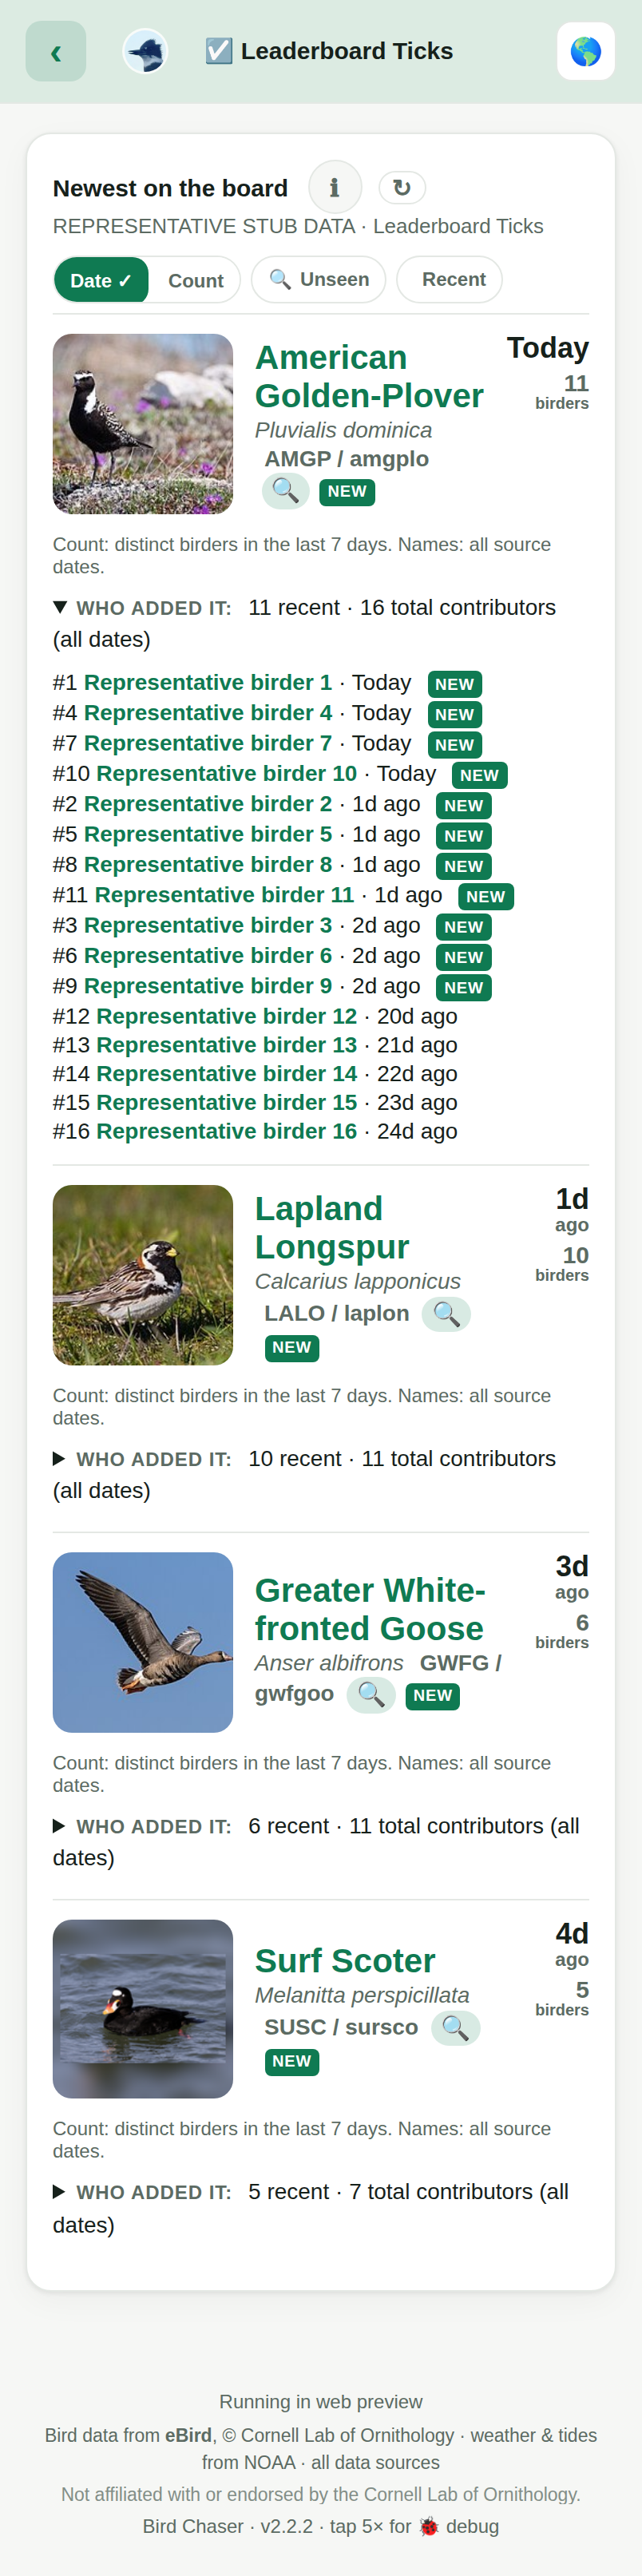 ‹ ☑ Leaderboard Ticks
Newest on the board ℹ ↻
REPRESENTATIVE STUB DATA · Leaderboard Ticks
Date ✓ Count 🔍 Unseen Recent
American
Golden-Plover
Pluvialis dominica
AMGP / amgplo
🔍 NEW
Today
11
birders
Count: distinct birders in the last 7 days. Names: all source
dates.
▼ WHO ADDED IT: 11 recent · 16 total contributors
(all dates)
#1 Representative birder 1 · Today NEW
#4 Representative birder 4 · Today NEW
#7 Representative birder 7 · Today NEW
#10 Representative birder 10 · Today NEW
#2 Representative birder 2 · 1d ago NEW
#5 Representative birder 5 · 1d ago NEW
#8 Representative birder 8 · 1d ago NEW
#11 Representative birder 11 · 1d ago NEW
#3 Representative birder 3 · 2d ago NEW
#6 Representative birder 6 · 2d ago NEW
#9 Representative birder 9 · 2d ago NEW
#12 Representative birder 12 · 20d ago
#13 Representative birder 13 · 21d ago
#14 Representative birder 14 · 22d ago
#15 Representative birder 15 · 23d ago
#16 Representative birder 16 · 24d ago
Lapland
Longspur
Calcarius lapponicus
LALO / laplon 🔍
NEW
1d
ago
10
birders
Count: distinct birders in the last 7 days. Names: all source
dates.
▶ WHO ADDED IT: 10 recent · 11 total contributors
(all dates)
Greater White-
fronted Goose
Anser albifrons GWFG /
gwfgoo 🔍 NEW
3d
ago
6
birders
Count: distinct birders in the last 7 days. Names: all source
dates.
▶ WHO ADDED IT: 6 recent · 11 total contributors (all
dates)
Surf Scoter
Melanitta perspicillata
SUSC / sursco 🔍
NEW
4d
ago
5
birders
Count: distinct birders in the last 7 days. Names: all source
dates.
▶ WHO ADDED IT: 5 recent · 7 total contributors (all
dates)
Running in web preview
Bird data from eBird, © Cornell Lab of Ornithology · weather & tides
from NOAA · all data sources
Not affiliated with or endorsed by the Cornell Lab of Ornithology.
Bird Chaser · v2.2.2 · tap 5× for 🐞 debug